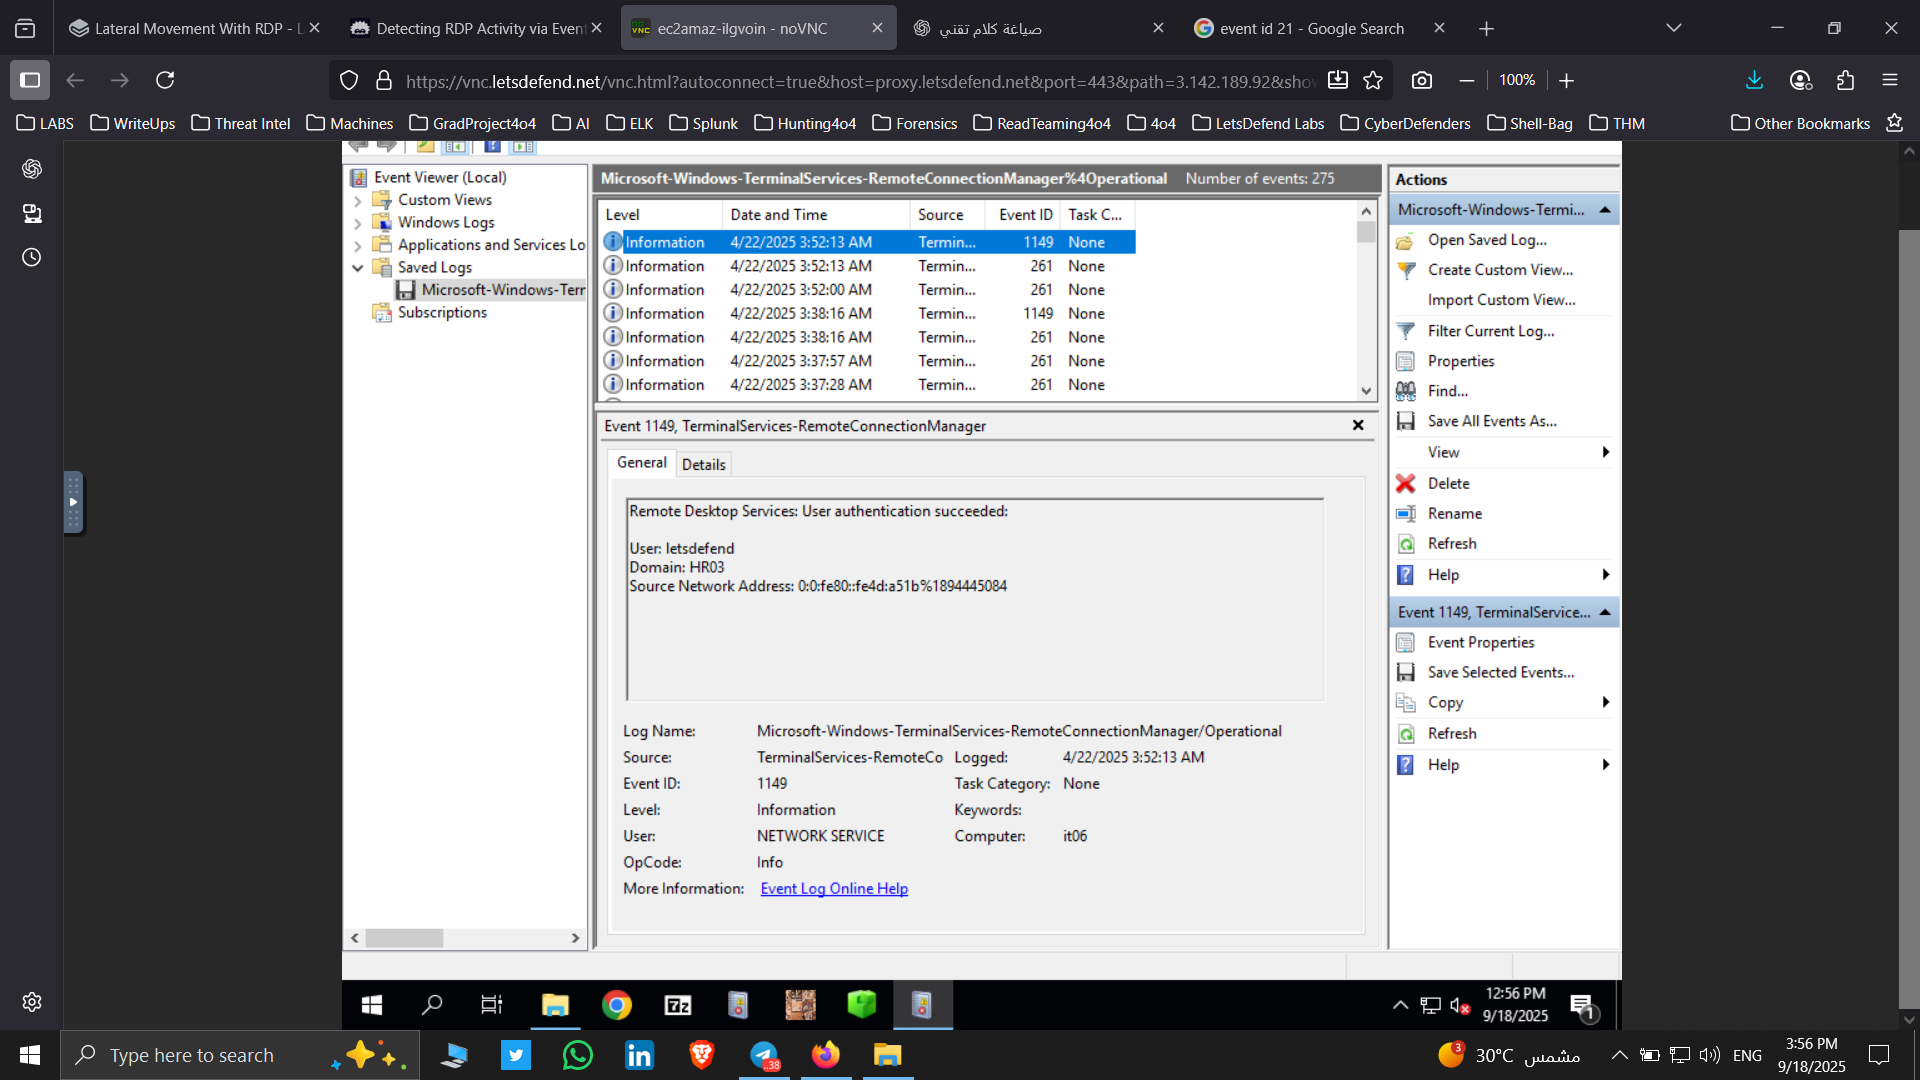 Lateral Movement With RDP - L
Detecting RDP Activity via Even
ec2amaz-ilgvoin - noVNC
صياغة كلام تقني
event id 21 - Google Search
https://vnc.letsdefend.net/vnc.html?autoconnect=true&host=proxy.letsdefend.net&port=443&path=3.142.189.92&show
100%
LABS
WriteUps
Threat Intel
Machines
GradProject4o4
AI
ELK
Splunk
Hunting4o4
Forensics
ReadTeaming4o4
4o4
LetsDefend Labs
CyberDefenders
Shell-Bag
THM
Other Bookmarks
Event Viewer (Local)
Custom Views
Windows Logs
Applications and Services Lo
Saved Logs
Microsoft-Windows-Terr
Subscriptions
Microsoft-Windows-TerminalServices-RemoteConnectionManager%4Operational Number of events: 275
Level Date and Time Source Event ID Task C...
Information 4/22/2025 3:52:13 AM Termin... 1149 None
Information 4/22/2025 3:52:13 AM Termin... 261 None
Information 4/22/2025 3:52:00 AM Termin... 261 None
Information 4/22/2025 3:38:16 AM Termin... 1149 None
Information 4/22/2025 3:38:16 AM Termin... 261 None
Information 4/22/2025 3:37:57 AM Termin... 261 None
Information 4/22/2025 3:37:28 AM Termin... 261 None
Event 1149, TerminalServices-RemoteConnectionManager
General Details
Remote Desktop Services: User authentication succeeded:
User: letsdefend
Domain: HR03
Source Network Address: 0:0:fe80::fe4d:a51b%1894445084
Log Name: Microsoft-Windows-TerminalServices-RemoteConnectionManager/Operational
Source: TerminalServices-RemoteCo Logged: 4/22/2025 3:52:13 AM
Event ID: 1149 Task Category: None
Level: Information Keywords:
User: NETWORK SERVICE Computer: it06
OpCode: Info
More Information: Event Log Online Help
Actions
Microsoft-Windows-Termi...
Open Saved Log...
Create Custom View...
Import Custom View...
Filter Current Log...
Properties
Find...
Save All Events As...
View
Delete
Rename
Refresh
Help
Event 1149, TerminalService...
Event Properties
Save Selected Events...
Copy
Refresh
Help
7z
12:56 PM
9/18/2025
1
Type here to search
38
3
30°C مشمس
ENG
3:56 PM
9/18/2025